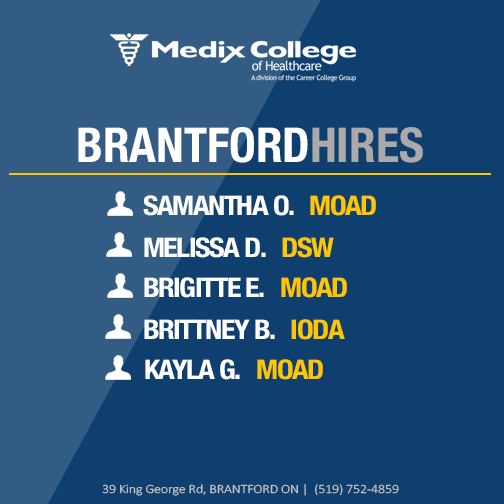 Medix College
of Healthcare
A division of the Career College Group
BRANTFORDHIRES
SAMANTHA O. MOAD
MELISSA D. DSW
BRIGITTE E. MOAD
BRITTNEY B. IODA
KAYLA G. MOAD
39 King George Rd, BRANTFORD ON | (519) 752-4859